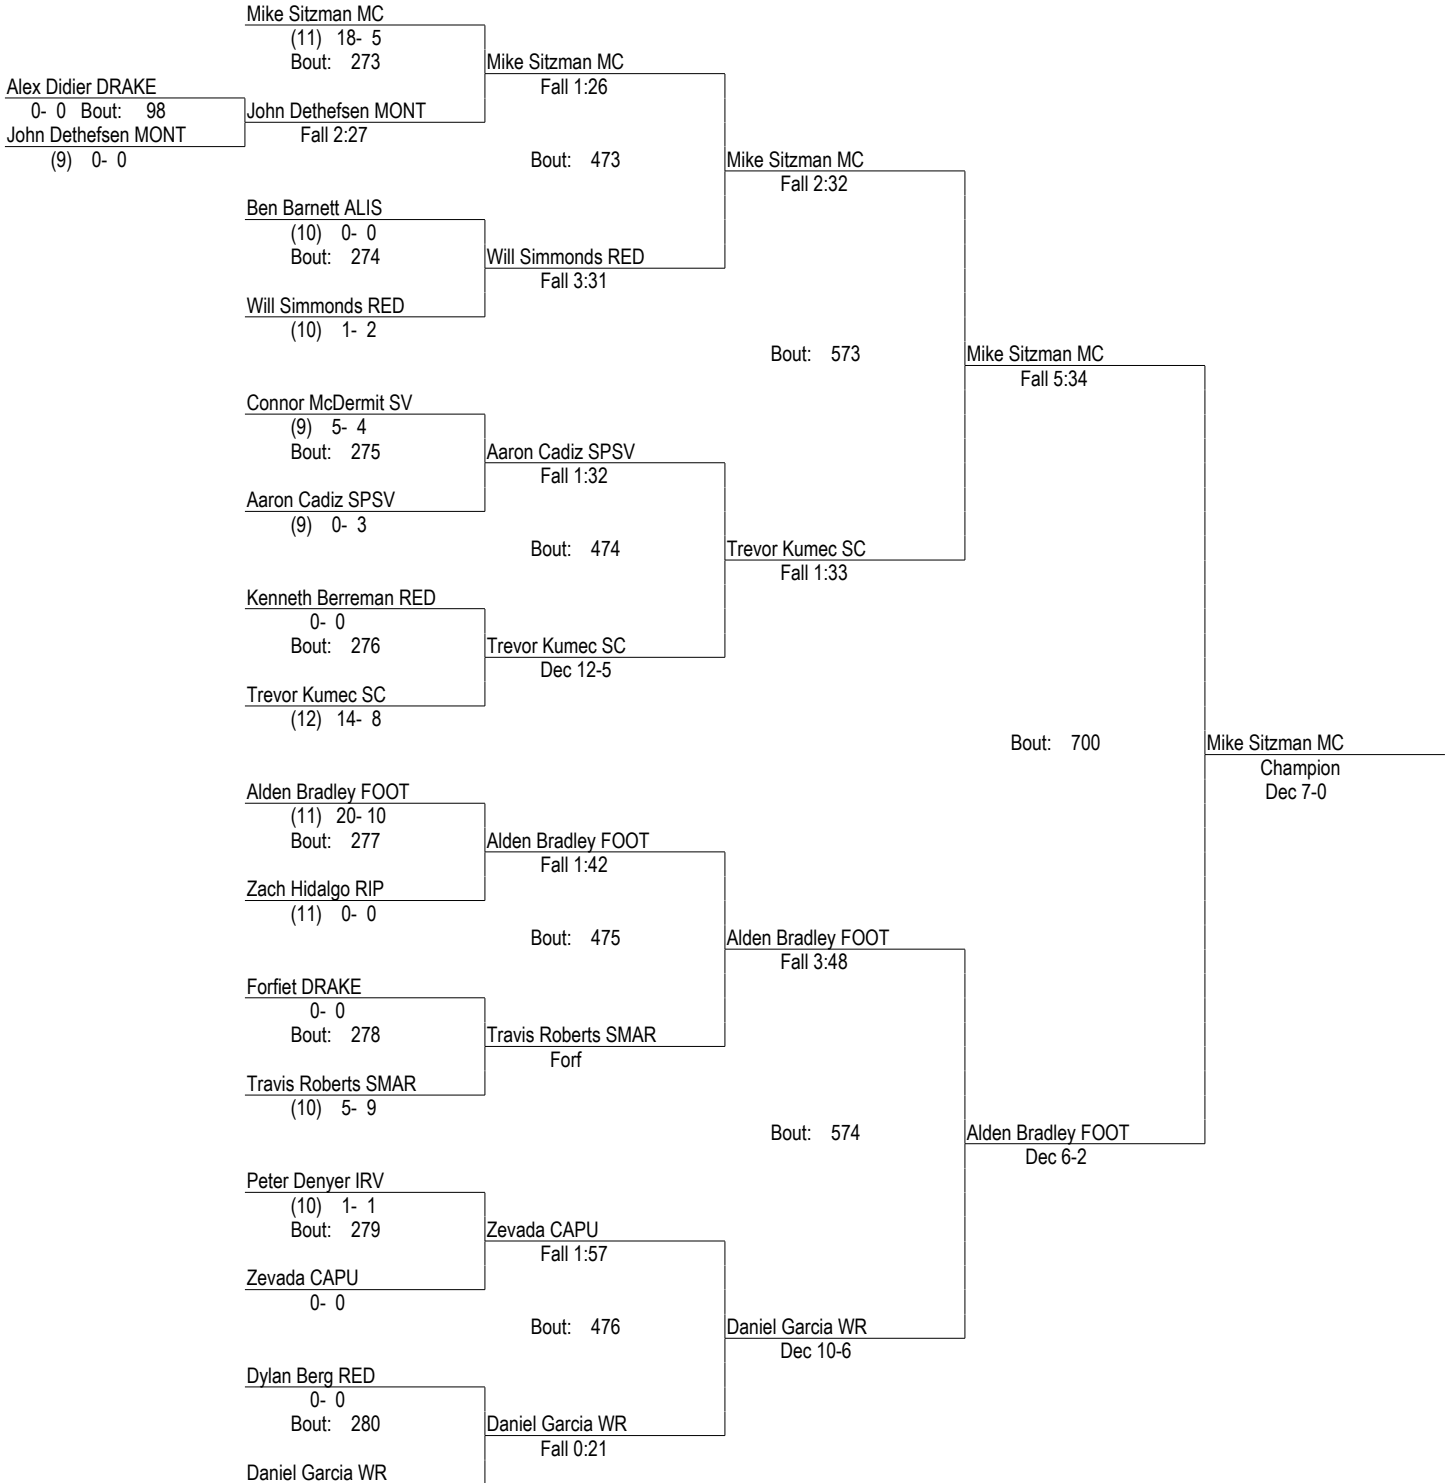 Mike Sitzman MC
(11) 18- 5
Bout: 273
Mike Sitzman MC
Fall 1:26
Alex Didier DRAKE
0- 0 Bout: 98
John Dethefsen MONT
(9) 0- 0
John Dethefsen MONT
Fall 2:27
Bout: 473
Mike Sitzman MC
Fall 2:32
Ben Barnett ALIS
(10) 0- 0
Bout: 274
Will Simmonds RED
Fall 3:31
Will Simmonds RED
(10) 1- 2
Bout: 573
Mike Sitzman MC
Fall 5:34
Connor McDermit SV
(9) 5- 4
Bout: 275
Aaron Cadiz SPSV
Fall 1:32
Aaron Cadiz SPSV
(9) 0- 3
Bout: 474
Trevor Kumec SC
Fall 1:33
Kenneth Berreman RED
0- 0
Bout: 276
Trevor Kumec SC
Dec 12-5
Trevor Kumec SC
(12) 14- 8
Bout: 700
Mike Sitzman MC
Champion
Dec 7-0
Alden Bradley FOOT
(11) 20- 10
Bout: 277
Alden Bradley FOOT
Fall 1:42
Zach Hidalgo RIP
(11) 0- 0
Bout: 475
Alden Bradley FOOT
Fall 3:48
Forfiet DRAKE
0- 0
Bout: 278
Travis Roberts SMAR
Forf
Travis Roberts SMAR
(10) 5- 9
Bout: 574
Alden Bradley FOOT
Dec 6-2
Peter Denyer IRV
(10) 1- 1
Bout: 279
Zevada CAPU
Fall 1:57
Zevada CAPU
0- 0
Bout: 476
Daniel Garcia WR
Dec 10-6
Dylan Berg RED
0- 0
Bout: 280
Daniel Garcia WR
Fall 0:21
Daniel Garcia WR